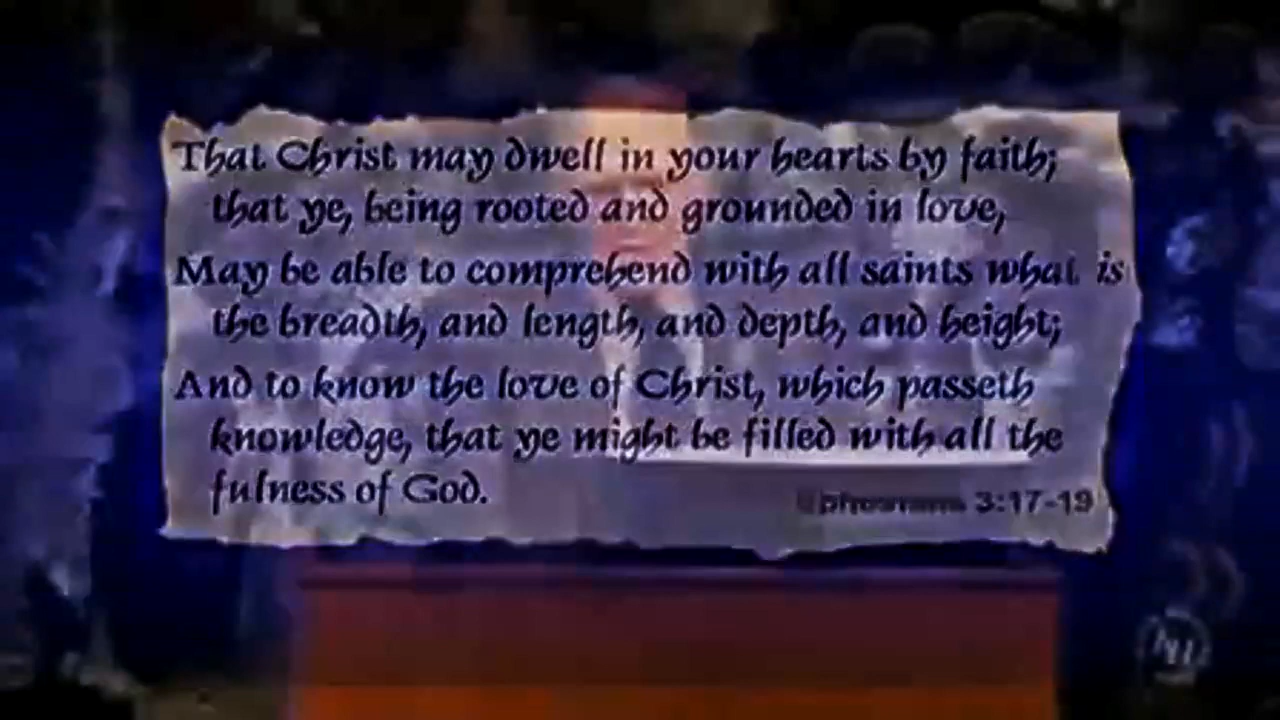 That Christ may dwell in your hearts by faith;
that ye, being rooted and grounded in love,
May be able to comprehend with all saints what is
the breadth, and length, and depth, and height;
And to know the love of Christ, which passeth
knowledge, that ye might be filled with all the
fulness of God.
Ephesians 3:17-19